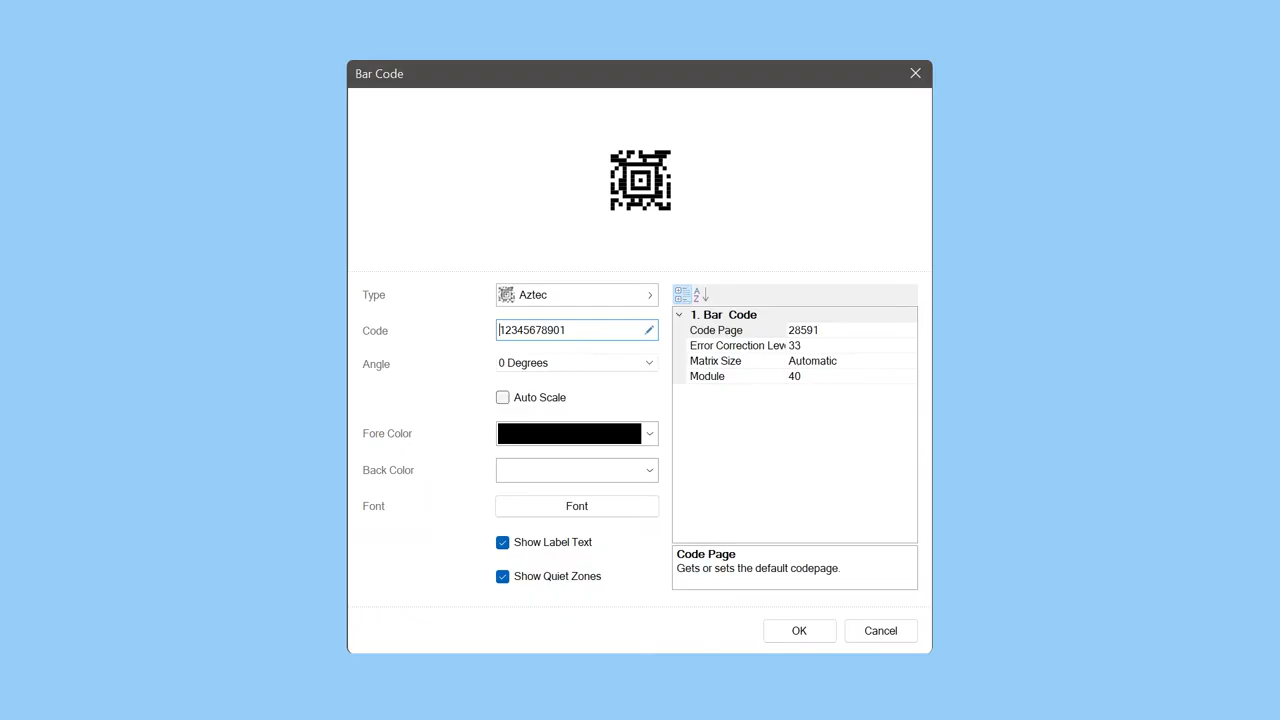 Bar Code
Type
Aztec
Code
12345678901
Angle
0 Degrees
Auto Scale
Fore Color
Back Color
Font
Font
Show Label Text
Show Quiet Zones
A
Z
1. Bar Code
Code Page 28591
Error Correction Lev 33
Matrix Size Automatic
Module 40
Code Page
Gets or sets the default codepage.
OK
Cancel